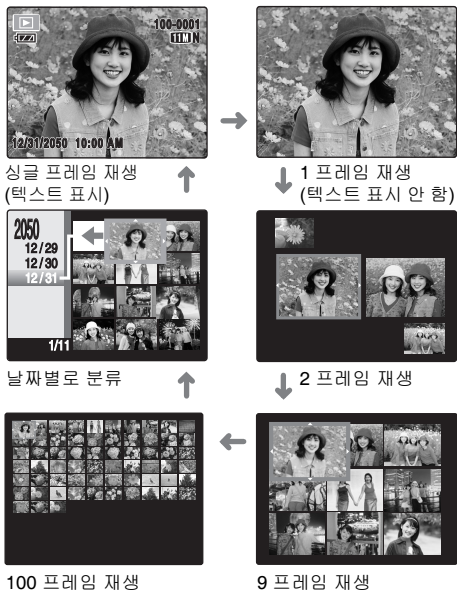 100-0001
11M N
12/31/2050 10:00 AM
싱글 프레임 재생
(텍스트 표시)
1 프레임 재생
(텍스트 표시 안 함)
2050
12/29
12/30
12/31
1/11
날짜별로 분류
2 프레임 재생
100 프레임 재생
9 프레임 재생